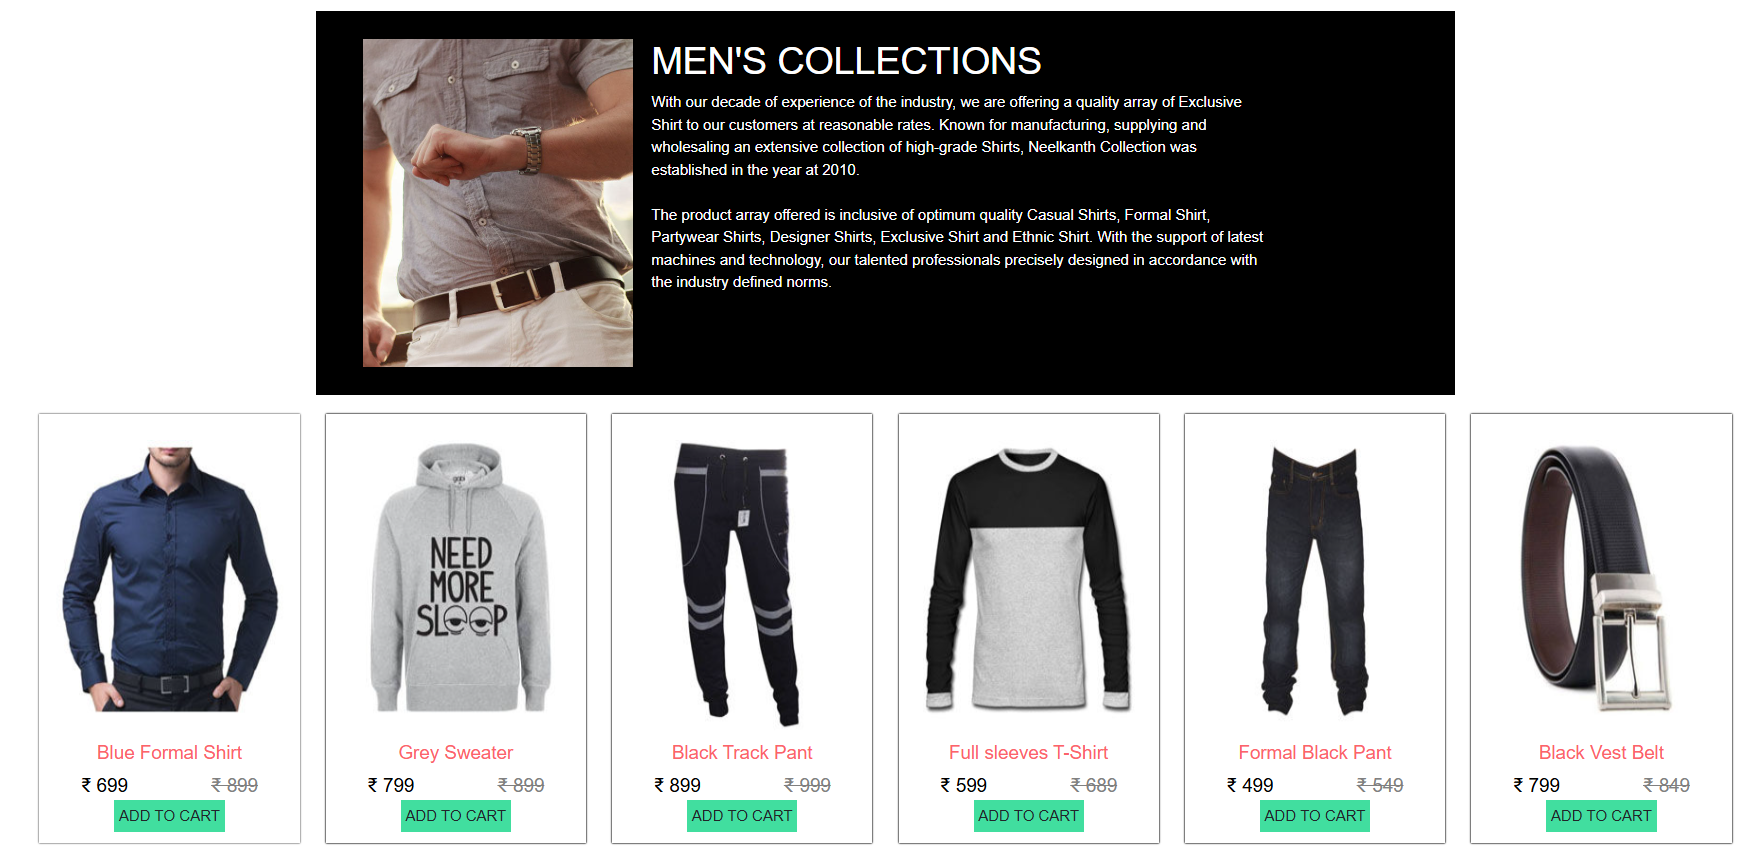 MEN'S COLLECTIONS
With our decade of experience of the industry, we are offering a quality array of Exclusive
Shirt to our customers at reasonable rates. Known for manufacturing, supplying and
wholesaling an extensive collection of high-grade Shirts, Neelkanth Collection was
established in the year at 2010.
The product array offered is inclusive of optimum quality Casual Shirts, Formal Shirt,
Partywear Shirts, Designer Shirts, Exclusive Shirt and Ethnic Shirt. With the support of latest
machines and technology, our talented professionals precisely designed in accordance with
the industry defined norms.
NEED
MORE
SLEEP
Blue Formal Shirt
₹ 699 ₹ 899
ADD TO CART
Grey Sweater
₹ 799 ₹ 899
ADD TO CART
Black Track Pant
₹ 899 ₹ 999
ADD TO CART
Full sleeves T-Shirt
₹ 599 ₹ 689
ADD TO CART
Formal Black Pant
₹ 499 ₹ 549
ADD TO CART
Black Vest Belt
₹ 799 ₹ 849
ADD TO CART